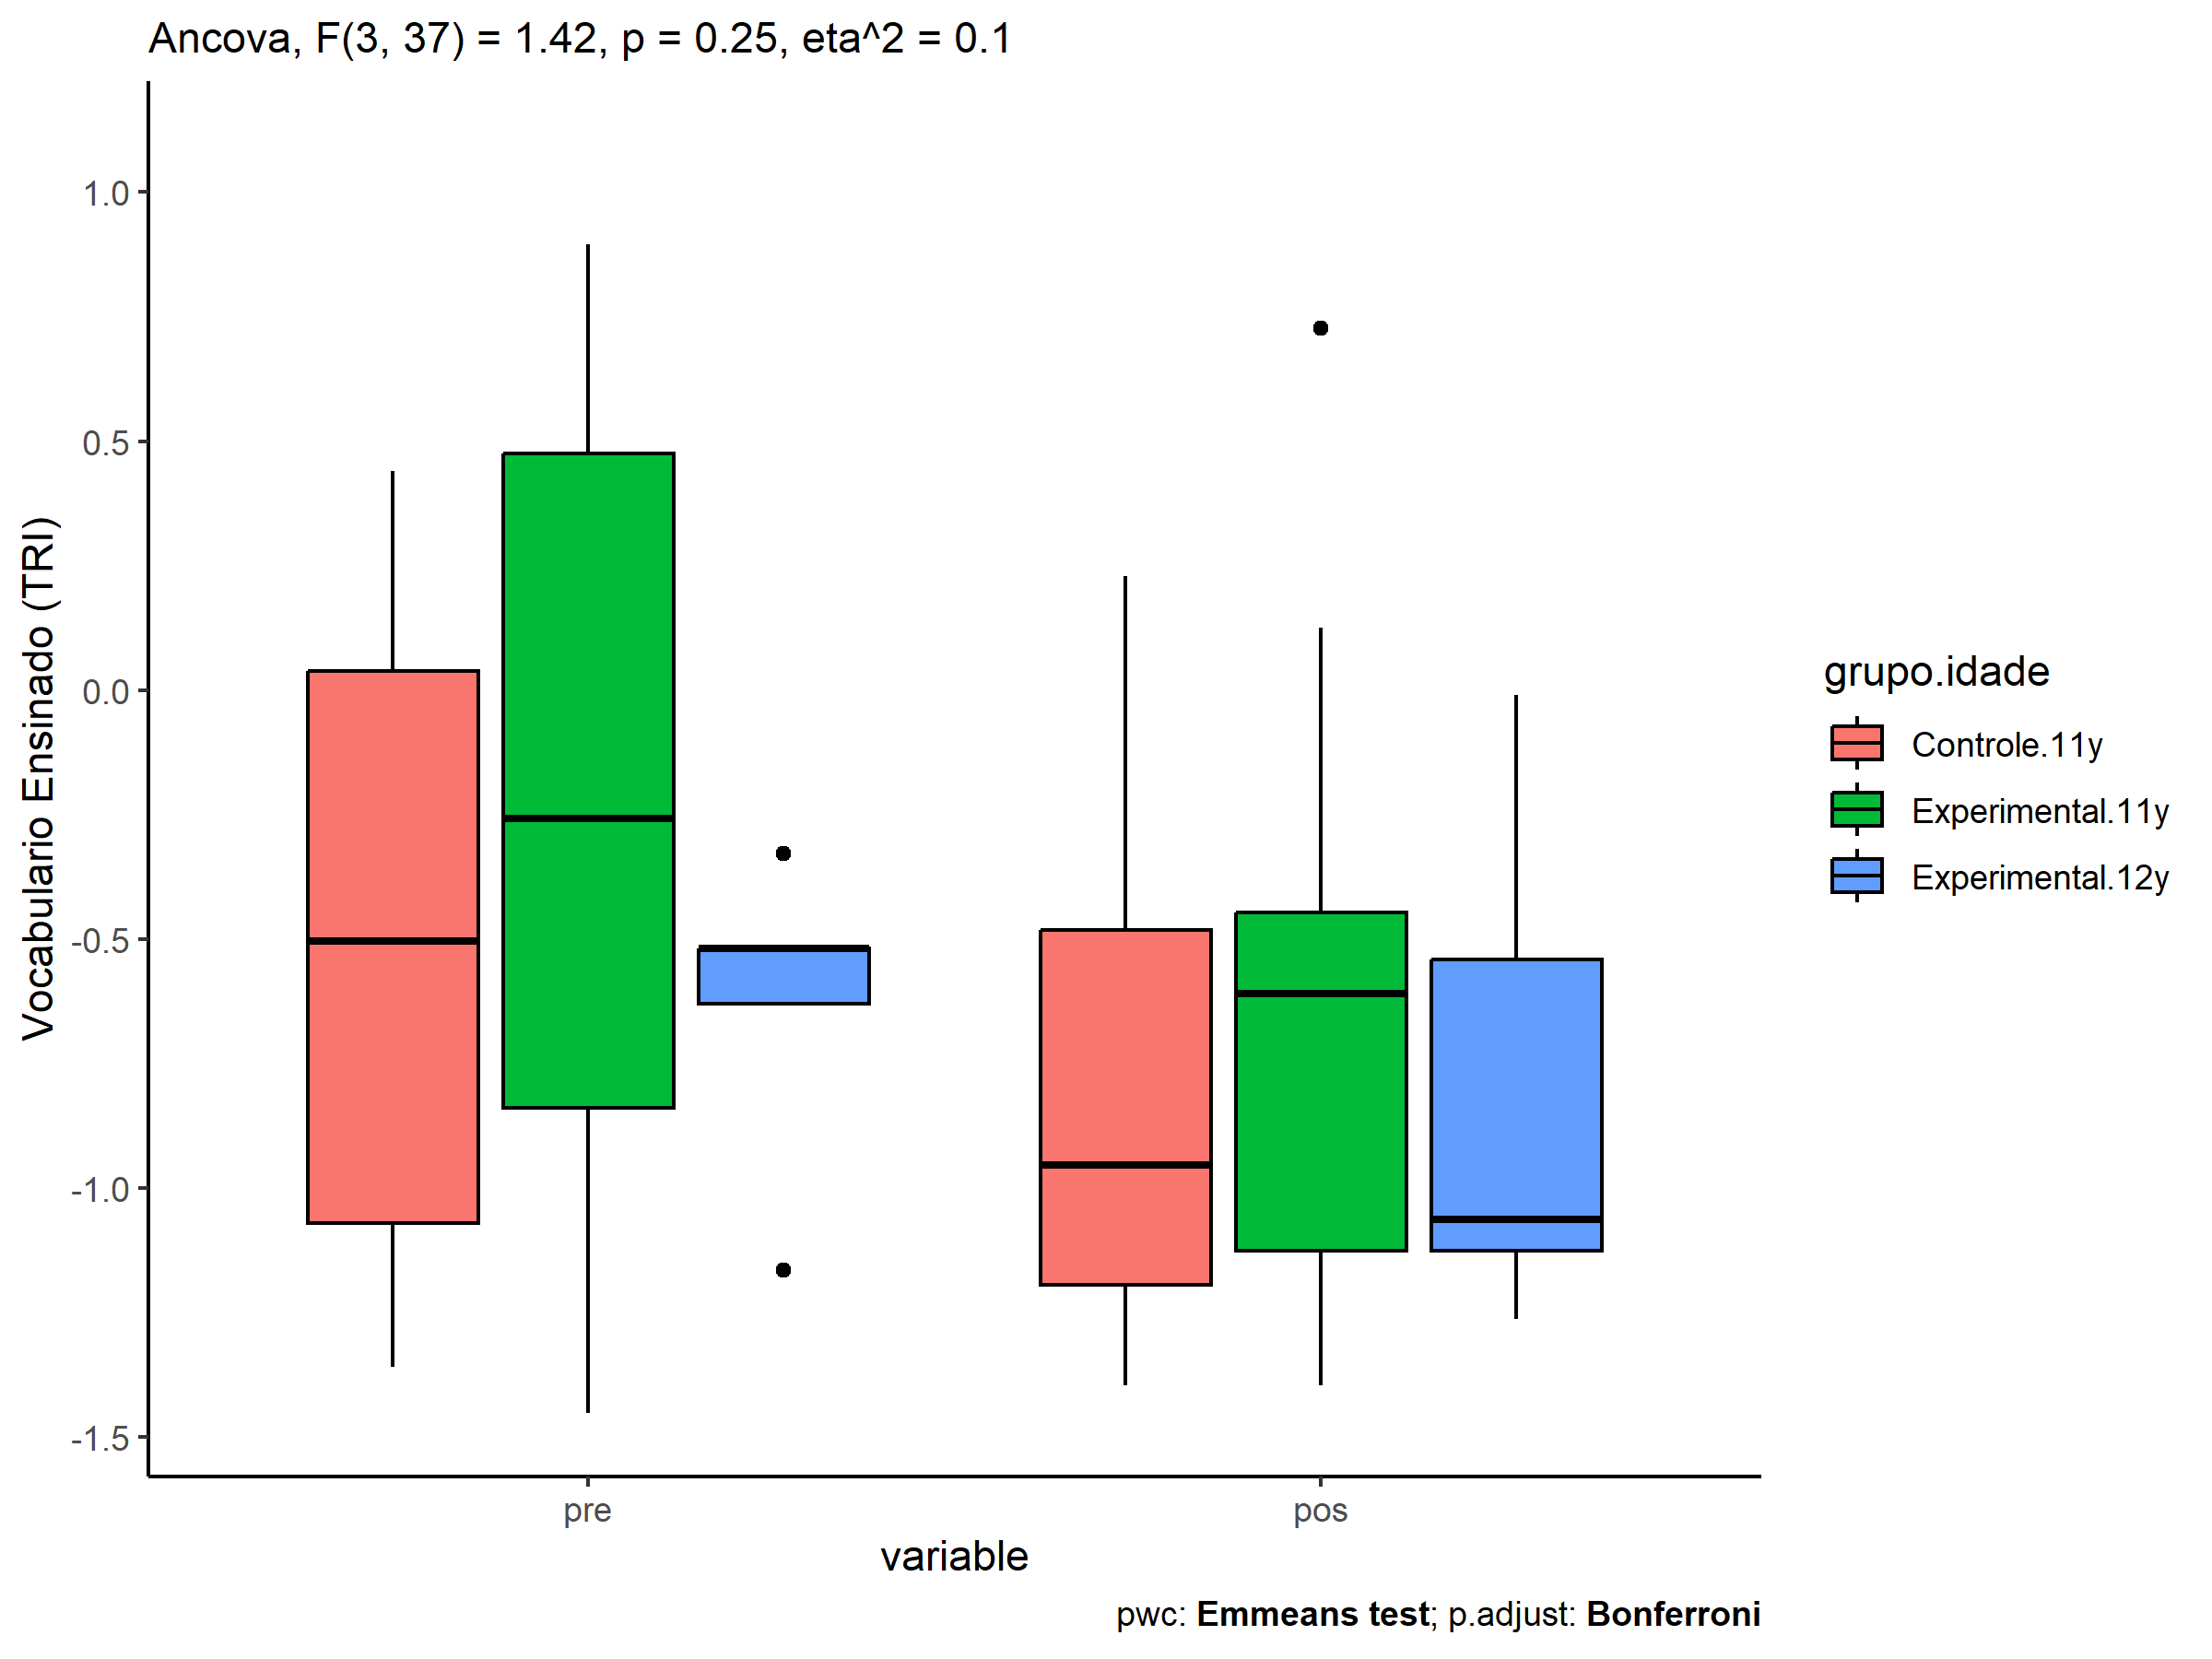 Ancova, F(3, 37) = 1.42, p = 0.25, eta^2 = 0.1
Vocabulario Ensinado (TRI)
1.0
0.5
0.0
-0.5
-1.0
-1.5
pre
pos
variable
grupo.idade
Controle.11y
Experimental.11y
Experimental.12y
pwc: Emmeans test; p.adjust: Bonferroni